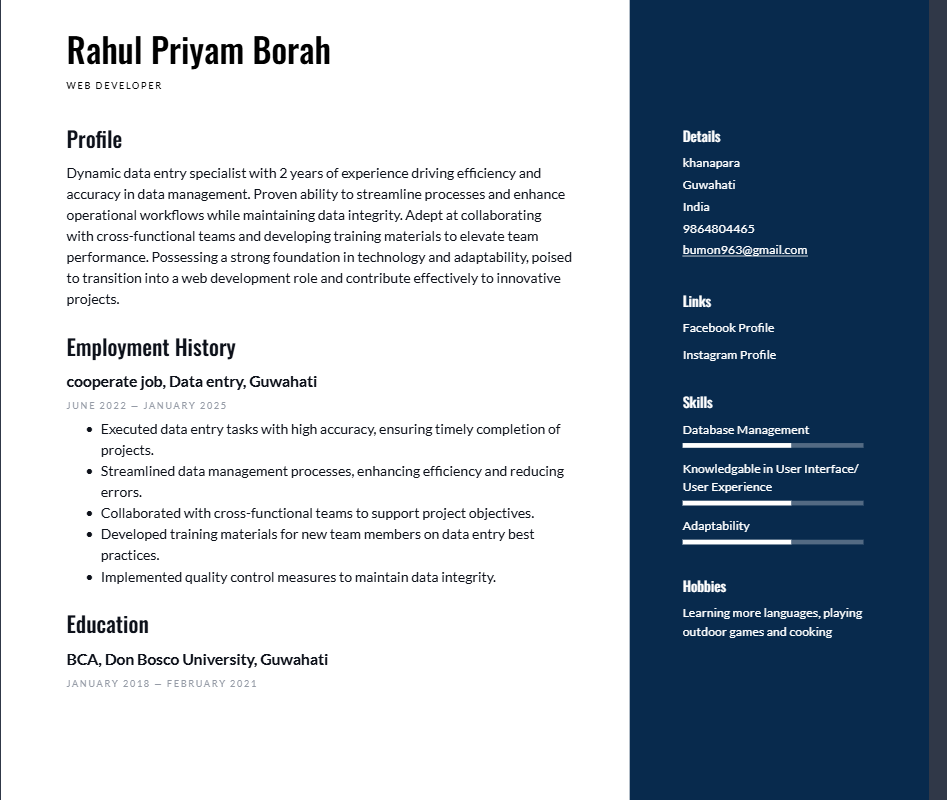 Rahul Priyam Borah
WEB DEVELOPER
Profile
Dynamic data entry specialist with 2 years of experience driving efficiency and
accuracy in data management. Proven ability to streamline processes and enhance
operational workflows while maintaining data integrity. Adept at collaborating
with cross-functional teams and developing training materials to elevate team
performance. Possessing a strong foundation in technology and adaptability, poised
to transition into a web development role and contribute effectively to innovative
projects.
Employment History
cooperate job, Data entry, Guwahati
JUNE 2022 — JANUARY 2025
• Executed data entry tasks with high accuracy, ensuring timely completion of
projects.
• Streamlined data management processes, enhancing efficiency and reducing
errors.
• Collaborated with cross-functional teams to support project objectives.
• Developed training materials for new team members on data entry best
practices.
• Implemented quality control measures to maintain data integrity.
Education
BCA, Don Bosco University, Guwahati
JANUARY 2018 — FEBRUARY 2021
Details
khanapara
Guwahati
India
9864804465
bumon963@gmail.com
Links
Facebook Profile
Instagram Profile
Skills
Database Management
Knowledgable in User Interface/
User Experience
Adaptability
Hobbies
Learning more languages, playing
outdoor games and cooking